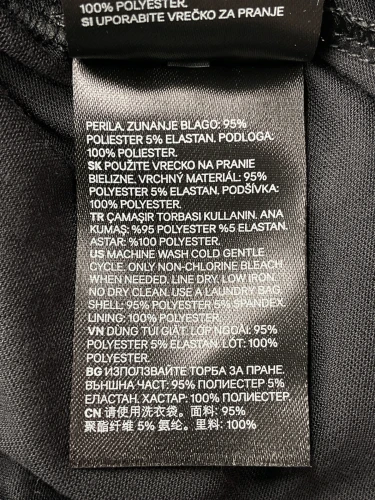 100% POLYESTER.
SI UPORABITE VREČKO ZA PRANJE
PERILA. ZUNANJE BLAGO: 95%
POLIESTER 5% ELASTAN. PODLOGA:
100% POLIESTER.
SK POUŽITE VRECKO NA PRANIE
BIELIZNE. VRCHNÝ MATERIÁL: 95%
POLYESTER 5% ELASTAN. PODŠÍVKA:
100% POLYESTER.
TR ÇAMAŞIR TORBASI KULLANIN. ANA
KUMAŞ: %95 POLYESTER %5 ELASTAN.
ASTAR: %100 POLYESTER.
US MACHINE WASH COLD GENTLE
CYCLE. ONLY NON-CHLORINE BLEACH
WHEN NEEDED. LINE DRY. LOW IRON.
NO DRY CLEAN. USE A LAUNDRY BAG.
SHELL: 95% POLYESTER 5% SPANDEX.
LINING: 100% POLYESTER.
VN DÙNG TÚI GIẶT. LỚP NGOÀI: 95%
POLYESTER 5% ELASTAN. LÓT: 100%
POLYESTER.
BG ИЗПОЛЗВАЙТЕ ТОРБА ЗА ПРАНЕ.
ВЪНШНА ЧАСТ: 95% ПОЛИЕСТЕР 5%
ЕЛАСТАН. ХАСТАР: 100% ПОЛИЕСТЕР.
CN 请使用洗衣袋。面料：95%
聚酯纤维 5% 氨纶。里料：100%